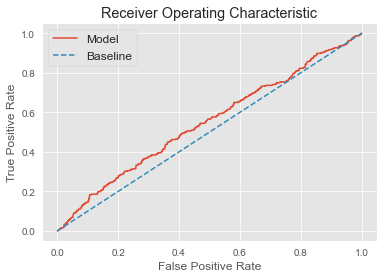 Receiver Operating Characteristic
Model
Baseline
True Positive Rate
1.0
0.8
0.6
0.4
0.2
0.0
0.0 0.2 0.4 0.6 0.8 1.0
False Positive Rate